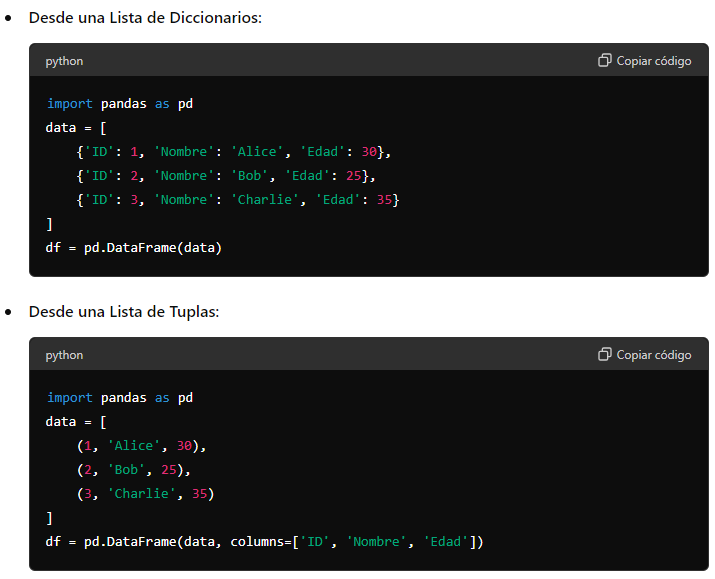 Desde una Lista de Diccionarios:
python Copiar código
import pandas as pd
data = [
    {'ID': 1, 'Nombre': 'Alice', 'Edad': 30},
    {'ID': 2, 'Nombre': 'Bob', 'Edad': 25},
    {'ID': 3, 'Nombre': 'Charlie', 'Edad': 35}
]
df = pd.DataFrame(data)
Desde una Lista de Tuplas:
python Copiar código
import pandas as pd
data = [
    (1, 'Alice', 30),
    (2, 'Bob', 25),
    (3, 'Charlie', 35)
]
df = pd.DataFrame(data, columns=['ID', 'Nombre', 'Edad'])